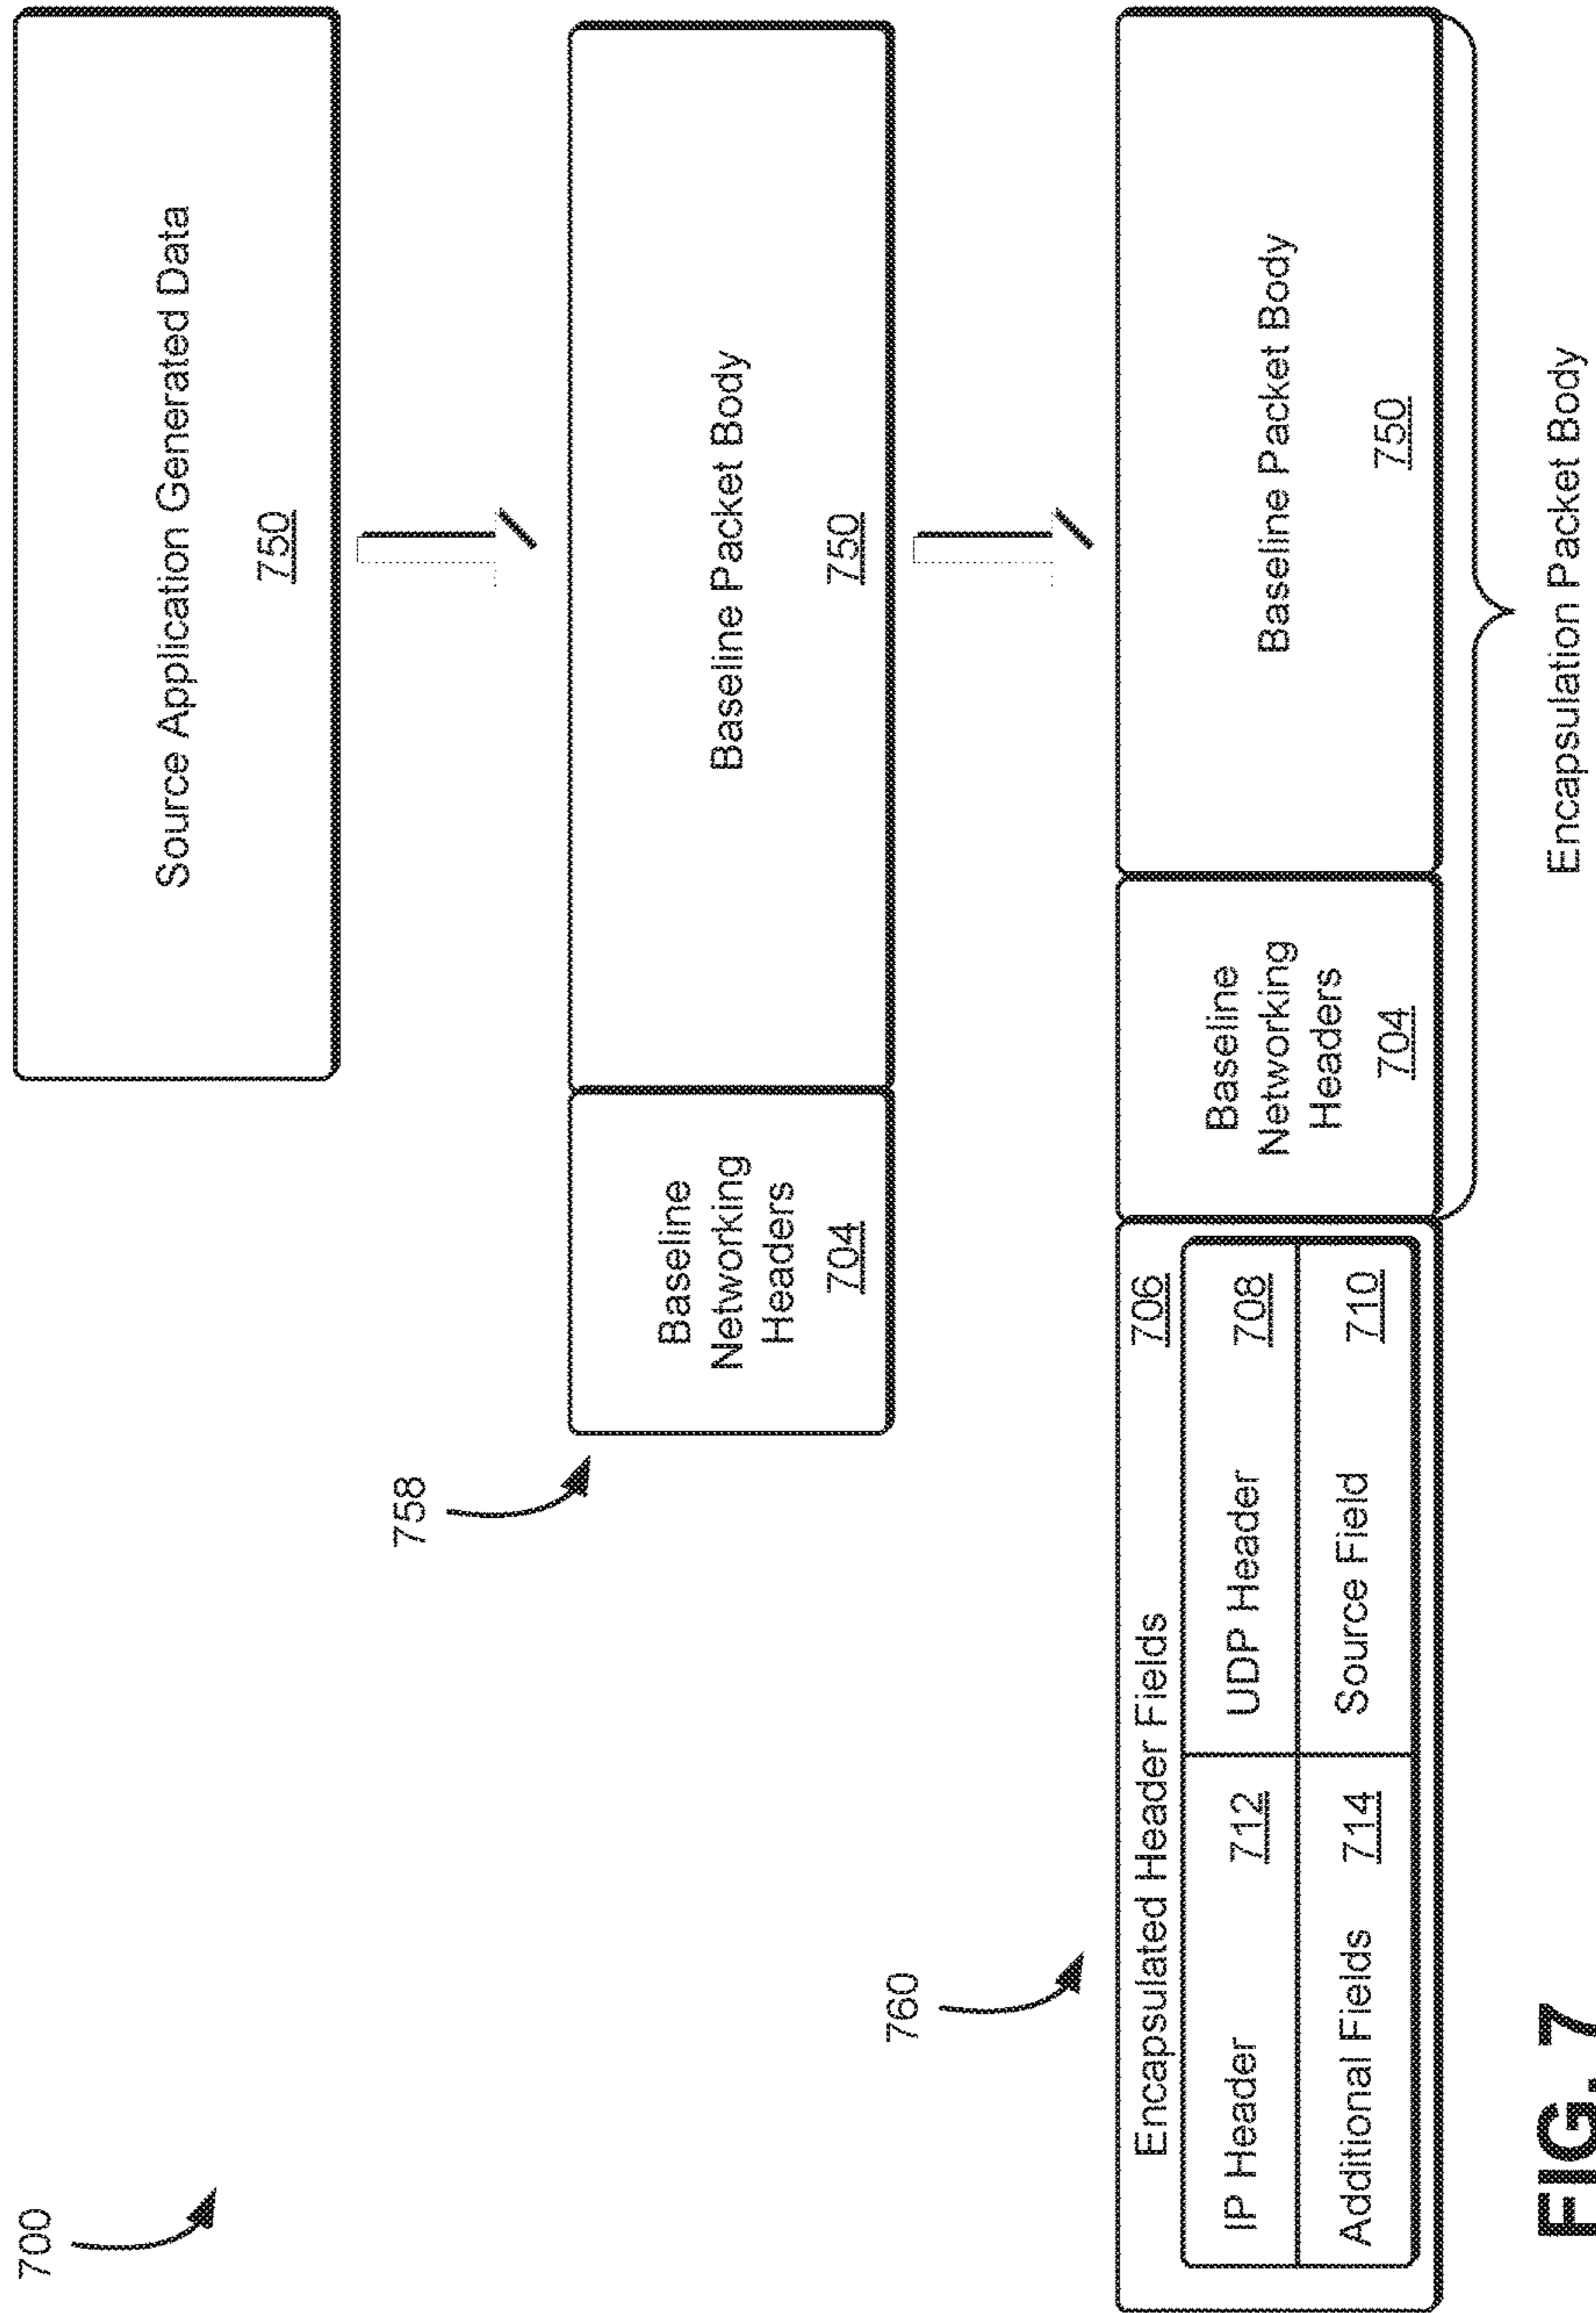 700
Source Application Generated Data
750
758
Baseline
Networking
Headers
704
Baseline Packet Body
750
760
Encapsulated Header Fields 706
IP Header 712
UDP Header 708
Additional Fields 714
Source Field 710
Baseline
Networking
Headers
704
Baseline Packet Body
750
Encapsulation Packet Body
FIG. 7